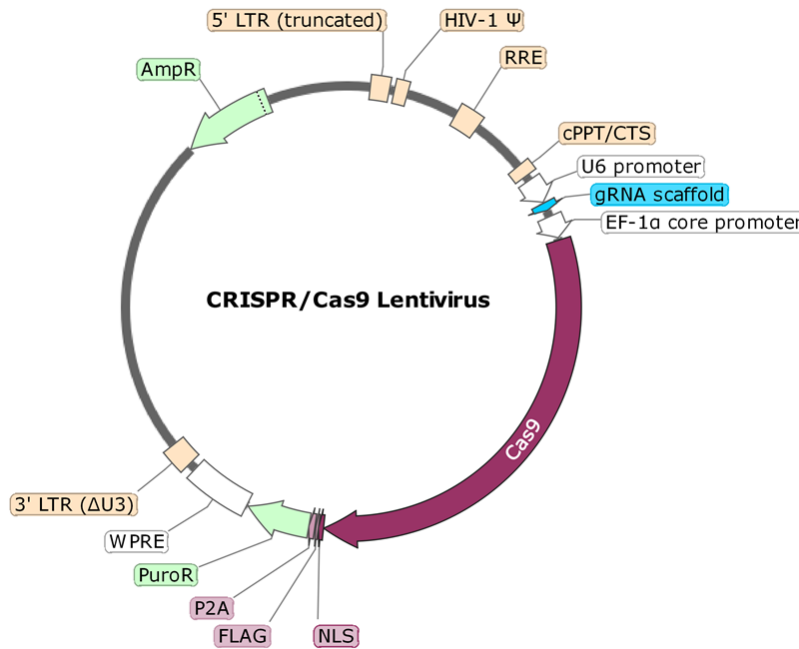 5' LTR (truncated)
HIV-1 Ψ
RRE
AmpR
cPPT/CTS
U6 promoter
gRNA scaffold
EF-1α core promoter
CRISPR/Cas9 Lentivirus
Cas9
3' LTR (ΔU3)
WPRE
PuroR
P2A
FLAG
NLS